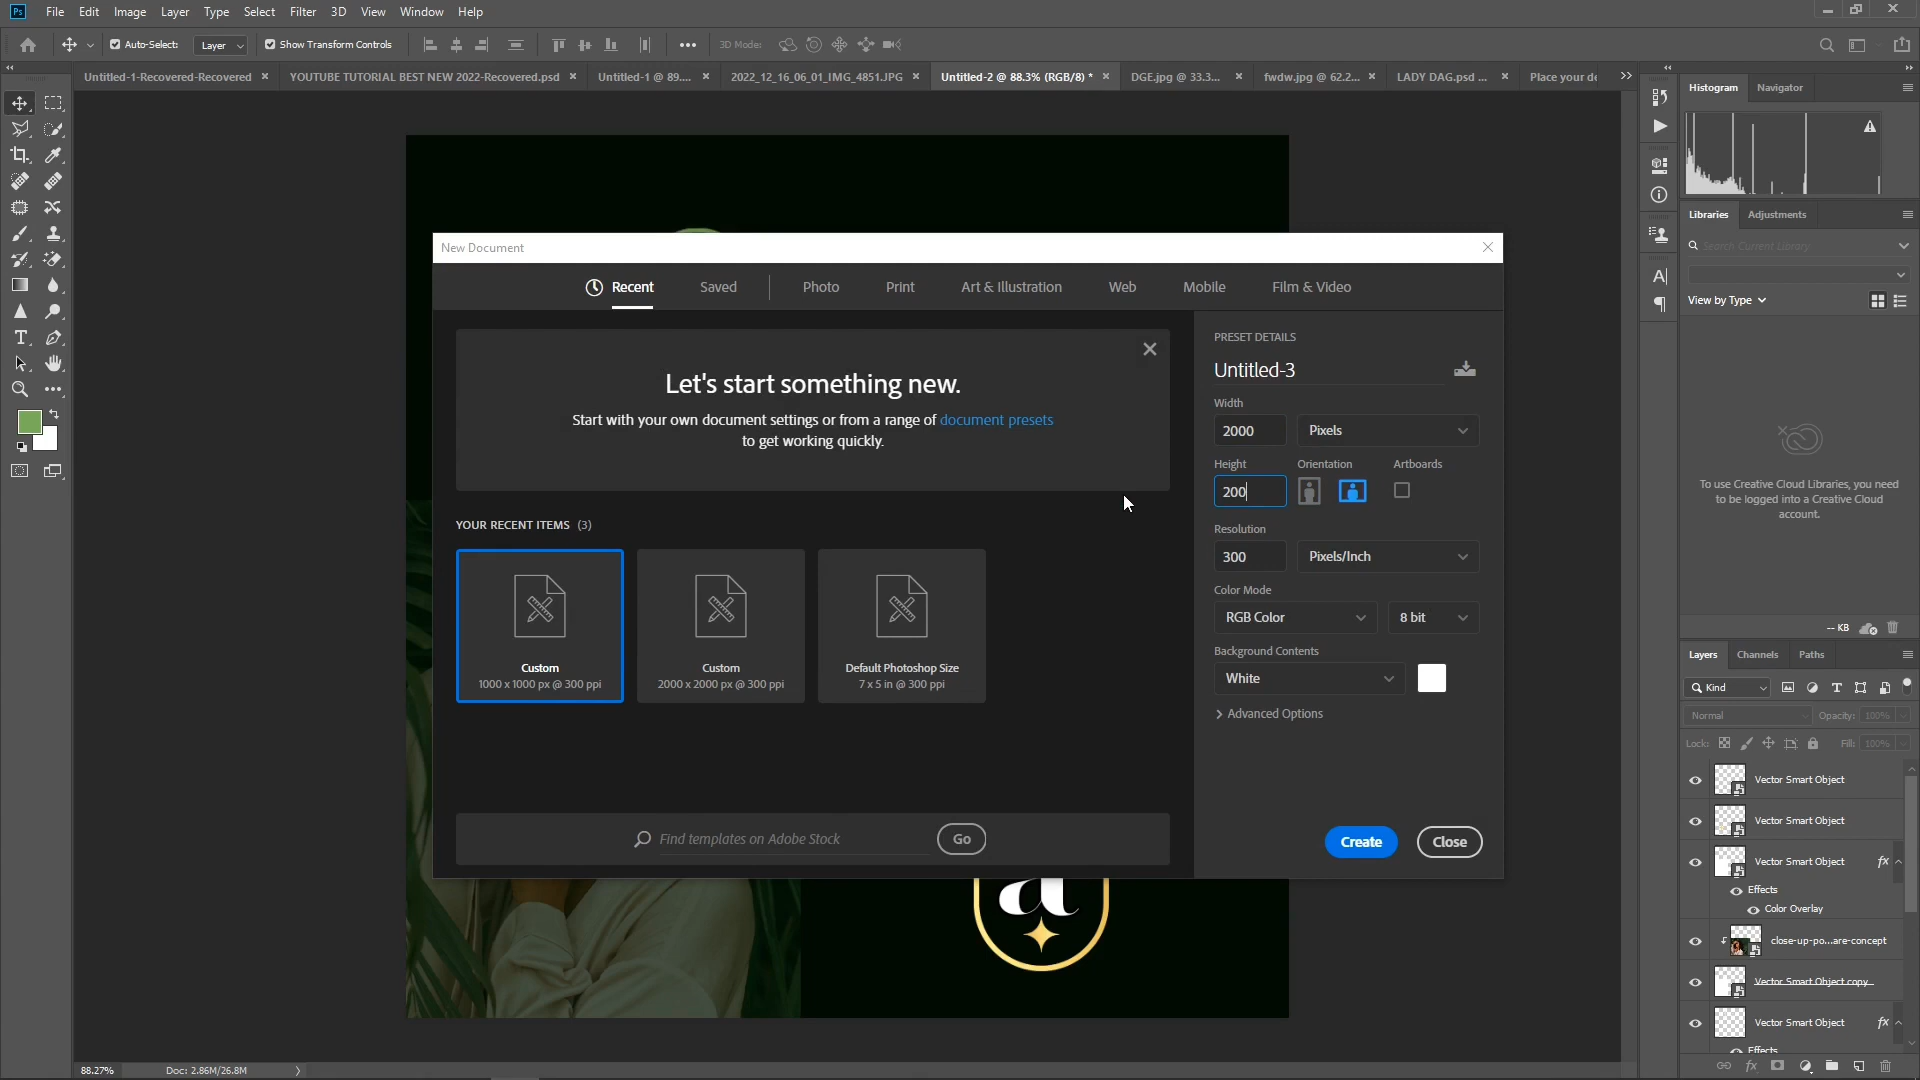 Ps File Edit Image Layer Type Select Filter 3D View Window Help
Auto-Select: Layer Show Transform Controls 3D Mode:
Untitled-1-Recovered-Recovered × YOUTUBE TUTORIAL BEST NEW 2022-Recovered.psd × Untitled-1 @ 89.... × 2022_12_16_06_01_IMG_4851.JPG × Untitled-2 @ 88.3% (RGB/8) * × DGE.jpg @ 33.3... × fwdw.jpg @ 62.2... × LADY DAG.psd ... × Place your de
Histogram Navigator
Libraries Adjustments
Search Current Library
View by Type
To use Creative Cloud Libraries, you need
to be logged into a Creative Cloud
account.
-- KB
New Document
Recent Saved Photo Print Art & Illustration Web Mobile Film & Video
Let's start something new.
Start with your own document settings or from a range of document presets
to get working quickly.
YOUR RECENT ITEMS (3)
Custom
1000 x 1000 px @ 300 ppi
Custom
2000 x 2000 px @ 300 ppi
Default Photoshop Size
7 x 5 in @ 300 ppi
Find templates on Adobe Stock Go
PRESET DETAILS
Untitled-3
Width
2000 Pixels
Height Orientation Artboards
200
Resolution
300 Pixels/Inch
Color Mode
RGB Color 8 bit
Background Contents
White
Advanced Options
Create Close
a
Layers Channels Paths
Kind
Normal Opacity: 100%
Lock: Fill: 100%
Vector Smart Object
Vector Smart Object
Vector Smart Object fx
Effects
Color Overlay
close-up-po...are-concept
Vector Smart Object copy
Vector Smart Object fx
Effects
88.27% Doc: 2.86M/26.8M